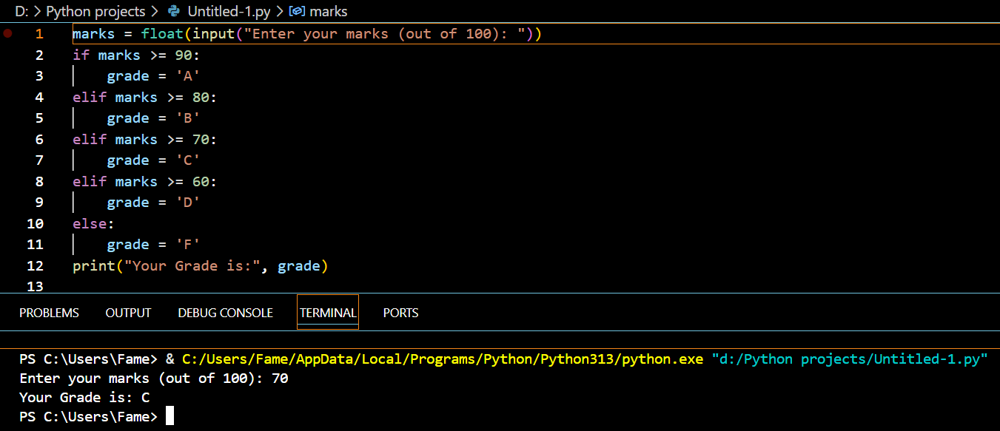 D: > Python projects > Untitled-1.py > marks
1 marks = float(input("Enter your marks (out of 100): "))
2 if marks >= 90:
3     grade = 'A'
4 elif marks >= 80:
5     grade = 'B'
6 elif marks >= 70:
7     grade = 'C'
8 elif marks >= 60:
9     grade = 'D'
10 else:
11     grade = 'F'
12 print("Your Grade is:", grade)
13
PROBLEMS OUTPUT DEBUG CONSOLE TERMINAL PORTS
PS C:\Users\Fame> & C:/Users/Fame/AppData/Local/Programs/Python/Python313/python.exe "d:/Python projects/Untitled-1.py"
Enter your marks (out of 100): 70
Your Grade is: C
PS C:\Users\Fame>